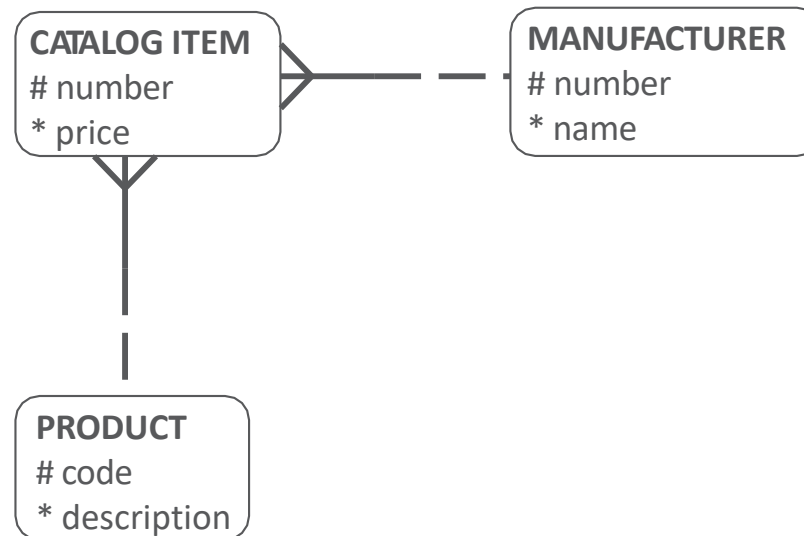 CATALOG ITEM
# number
* price
MANUFACTURER
# number
* name
PRODUCT
# code
* description